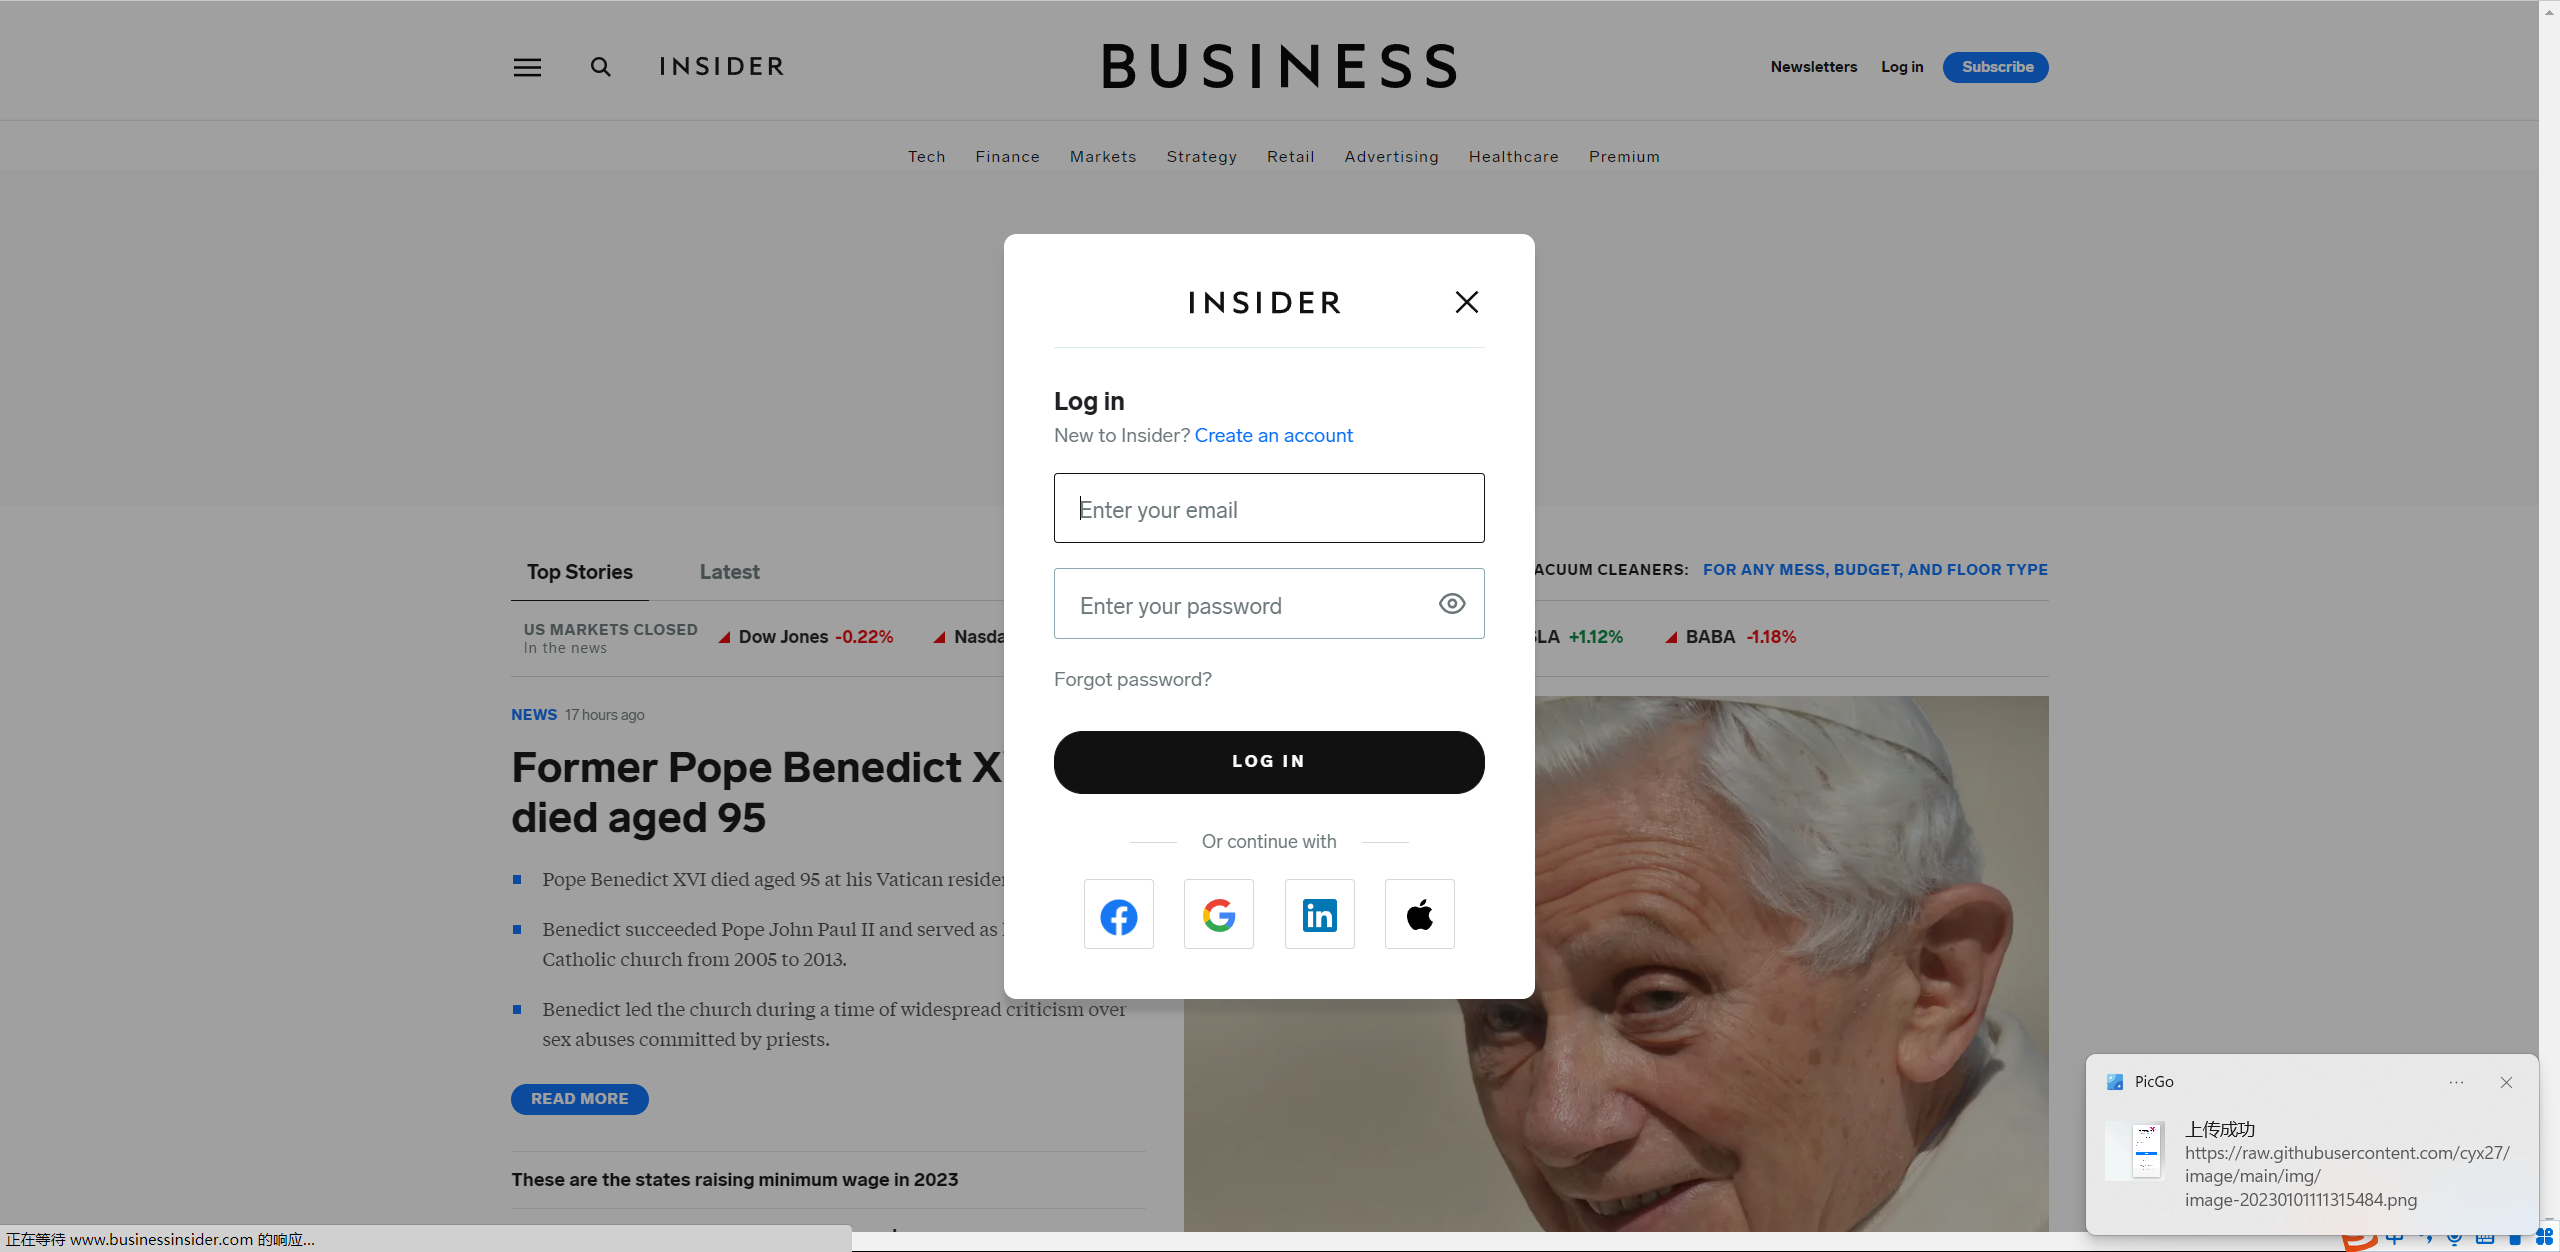 INSIDER
BUSINESS
Newsletters
Log in
Subscribe
Tech Finance Markets Strategy Retail Advertising Healthcare Premium
INSIDER
Log in
New to Insider? Create an account
Enter your email
Enter your password
Forgot password?
LOG IN
Or continue with
Top Stories Latest
ACUUM CLEANERS: FOR ANY MESS, BUDGET, AND FLOOR TYPE
US MARKETS CLOSED
In the news
Dow Jones -0.22%
Nasda
SLA +1.12%
BABA -1.18%
NEWS 17 hours ago
Former Pope Benedict X
died aged 95
Pope Benedict XVI died aged 95 at his Vatican reside
Benedict succeeded Pope John Paul II and served as
Catholic church from 2005 to 2013.
Benedict led the church during a time of widespread criticism over
sex abuses committed by priests.
READ MORE
These are the states raising minimum wage in 2023
PicGo
上传成功
https://raw.githubusercontent.com/cyx27/
image/main/img/
image-20230101111315484.png
正在等待 www.businessinsider.com 的响应...
中